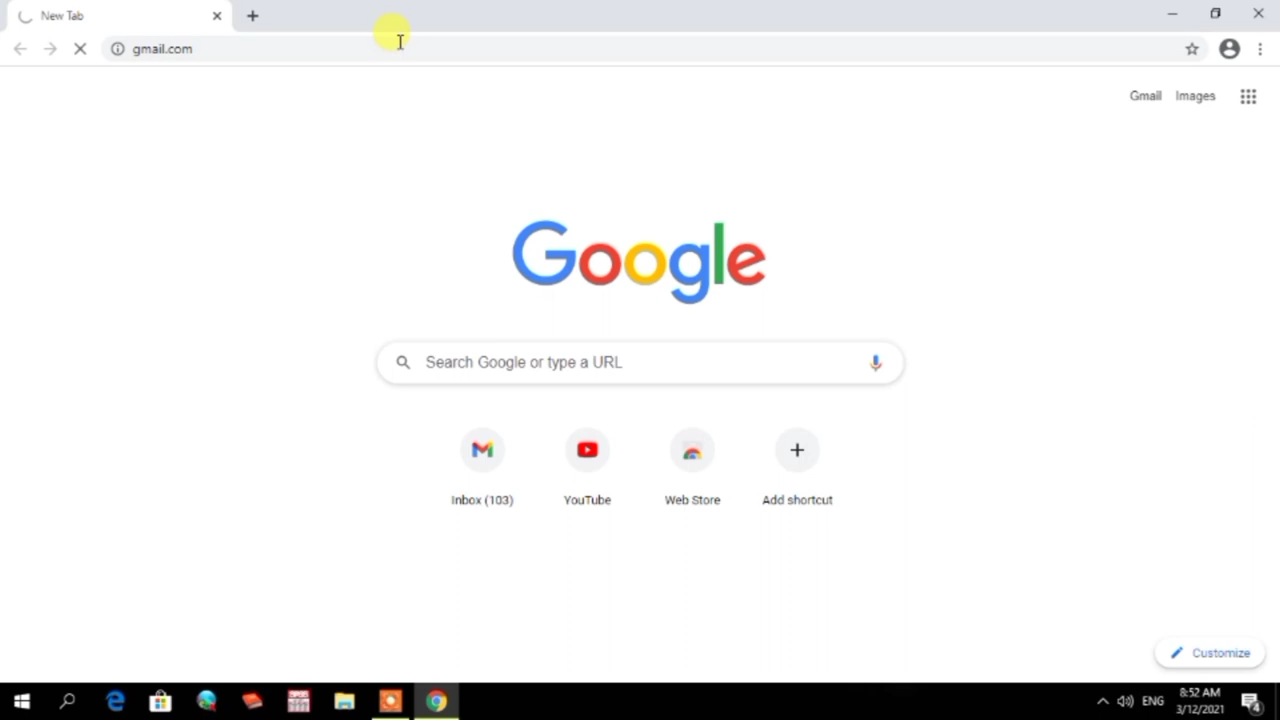 New Tab
gmail.com
Gmail Images
Google
Search Google or type a URL
Inbox (103) YouTube Web Store Add shortcut
Customize
ENG
8:52 AM
3/12/2021
4